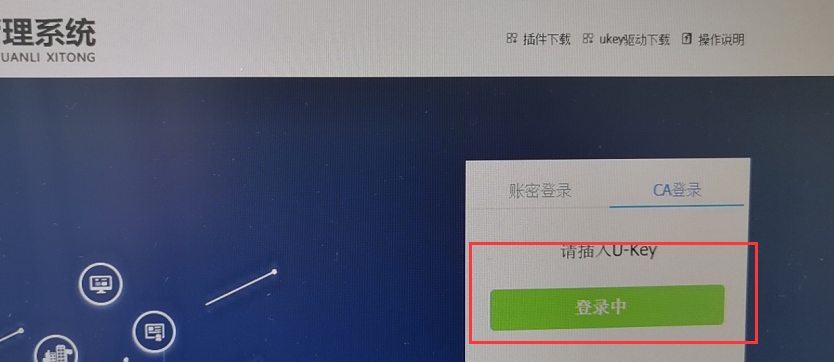 理系统
UANLI XITONG
插件下载 ukey驱动下载 操作说明
账密登录 CA登录
请插入U-Key
登录中